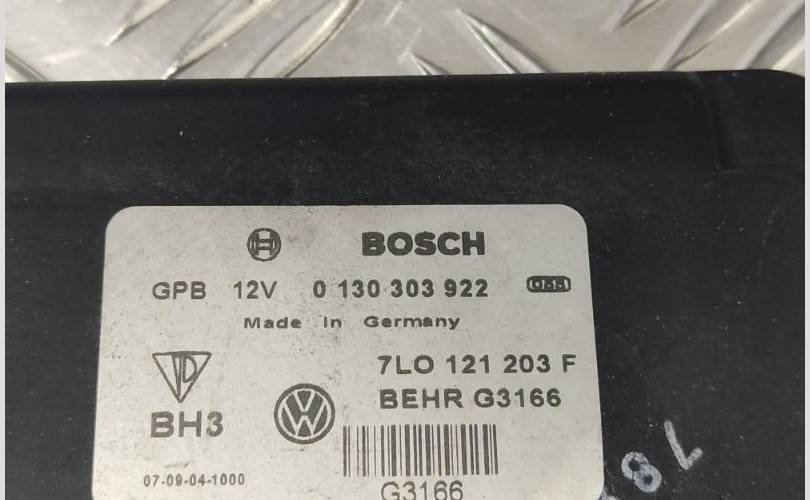 BOSCH
GPB 12V 0 130 303 922
Made in Germany
7LO 121 203 F
BEHR G3166
BH3
07-09-04-1000
G3166